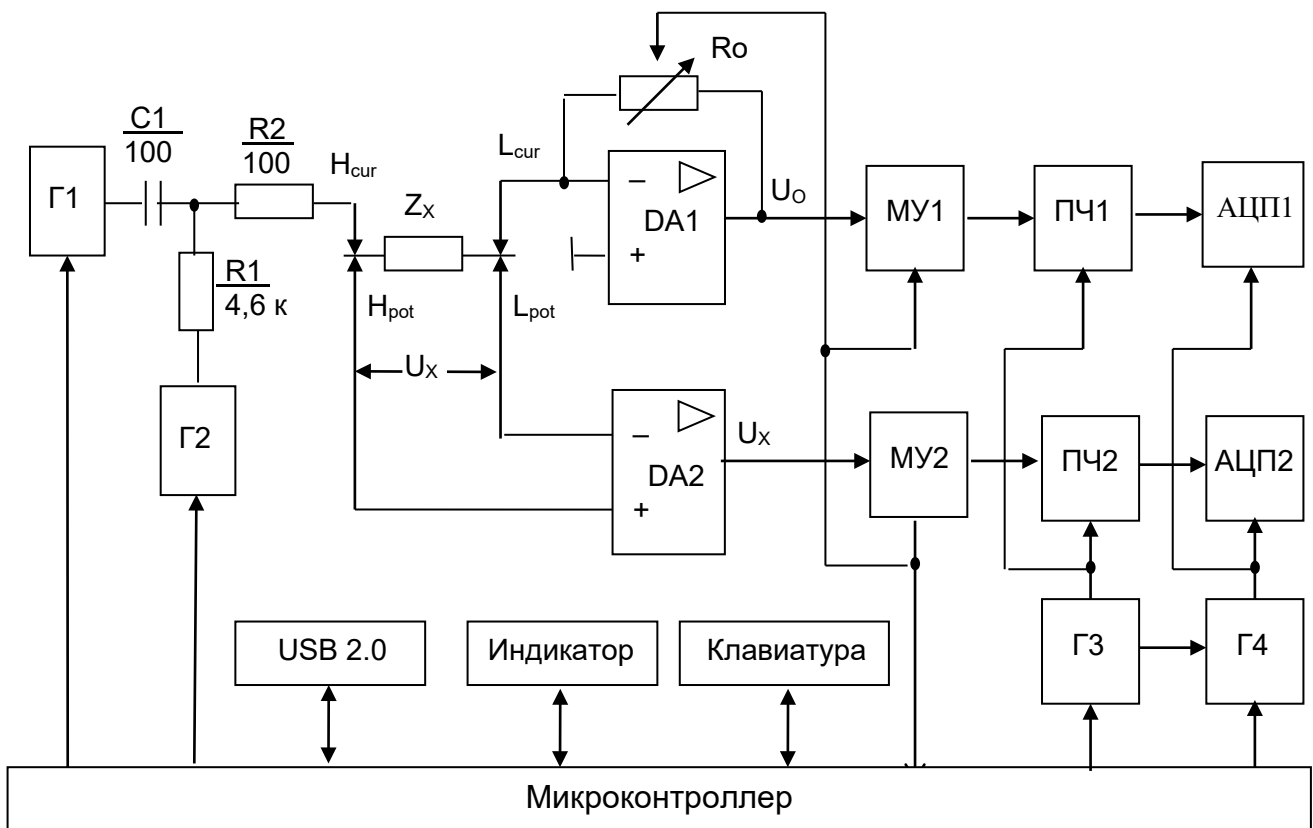 Ro
C1
100
R2
100
Hcur
Lcur
Г1
ZX
–
DA1
+
UO
МУ1
ПЧ1
АЦП1
R1
4,6 к
Hpot
Lpot
UX
Г2
–
DA2
+
UX
МУ2
ПЧ2
АЦП2
USB 2.0
Индикатор
Клавиатура
Г3
Г4
Микроконтроллер